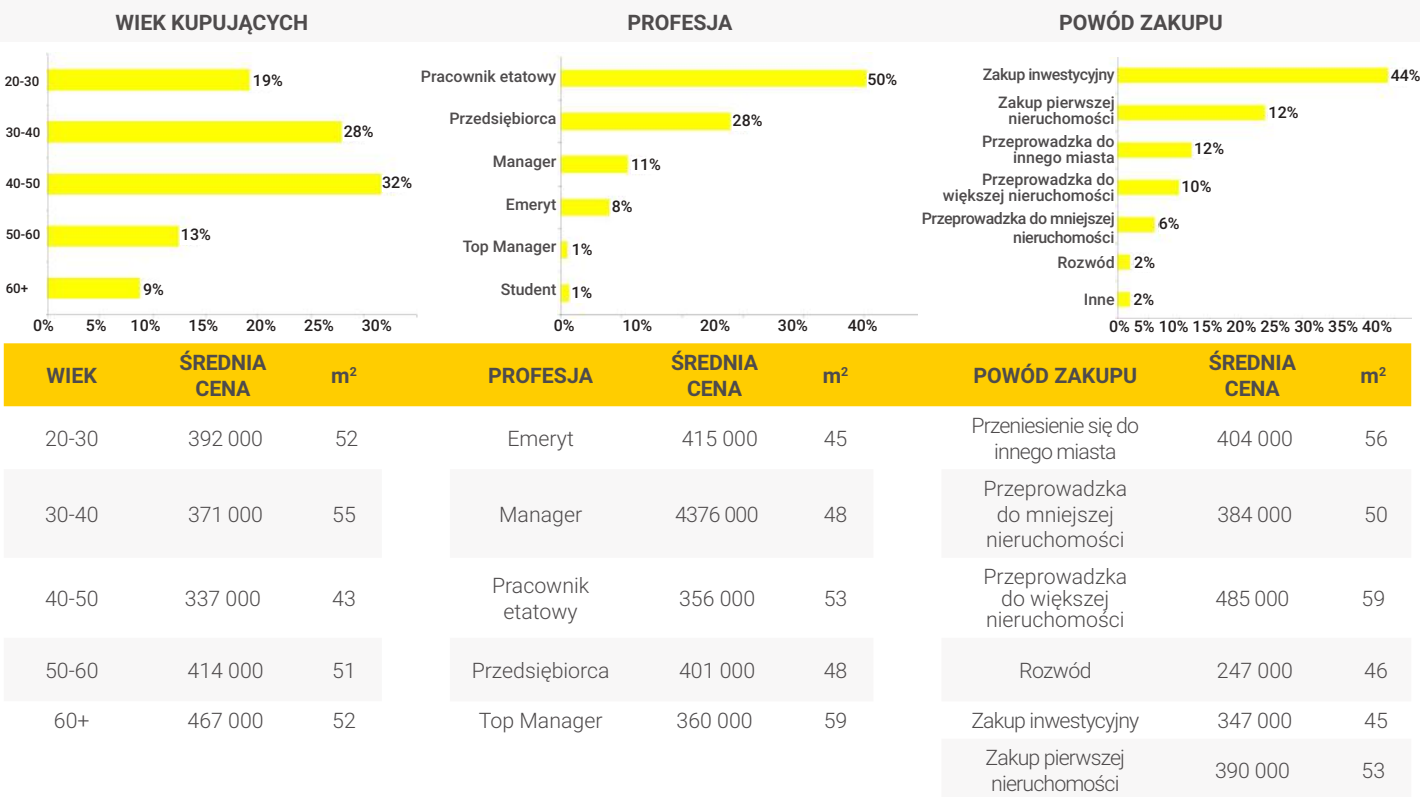 WIEK KUPUJĄCYCH
20-30 19%
30-40 28%
40-50 32%
50-60 13%
60+ 9%
0% 5% 10% 15% 20% 25% 30%
PROFESJA
Pracownik etatowy 50%
Przedsiębiorca 28%
Manager 11%
Emeryt 8%
Top Manager 1%
Student 1%
0% 10% 20% 30% 40%
POWÓD ZAKUPU
Zakup inwestycyjny 44%
Zakup pierwszej
nieruchomości 12%
Przeprowadzka do
innego miasta 12%
Przeprowadzka do
większej nieruchomości 10%
Przeprowadzka do mniejszej
nieruchomości 6%
Rozwód 2%
Inne 2%
0% 5% 10% 15% 20% 25% 30% 35% 40%
WIEK ŚREDNIA
CENA m²
20-30 392 000 52
30-40 371 000 55
40-50 337 000 43
50-60 414 000 51
60+ 467 000 52
PROFESJA ŚREDNIA
CENA m²
Emeryt 415 000 45
Manager 4376 000 48
Pracownik
etatowy 356 000 53
Przedsiębiorca 401 000 48
Top Manager 360 000 59
POWÓD ZAKUPU ŚREDNIA
CENA m²
Przeniesienie się do
innego miasta 404 000 56
Przeprowadzka
do mniejszej
nieruchomości 384 000 50
Przeprowadzka
do większej
nieruchomości 485 000 59
Rozwód 247 000 46
Zakup inwestycyjny 347 000 45
Zakup pierwszej
nieruchomości 390 000 53